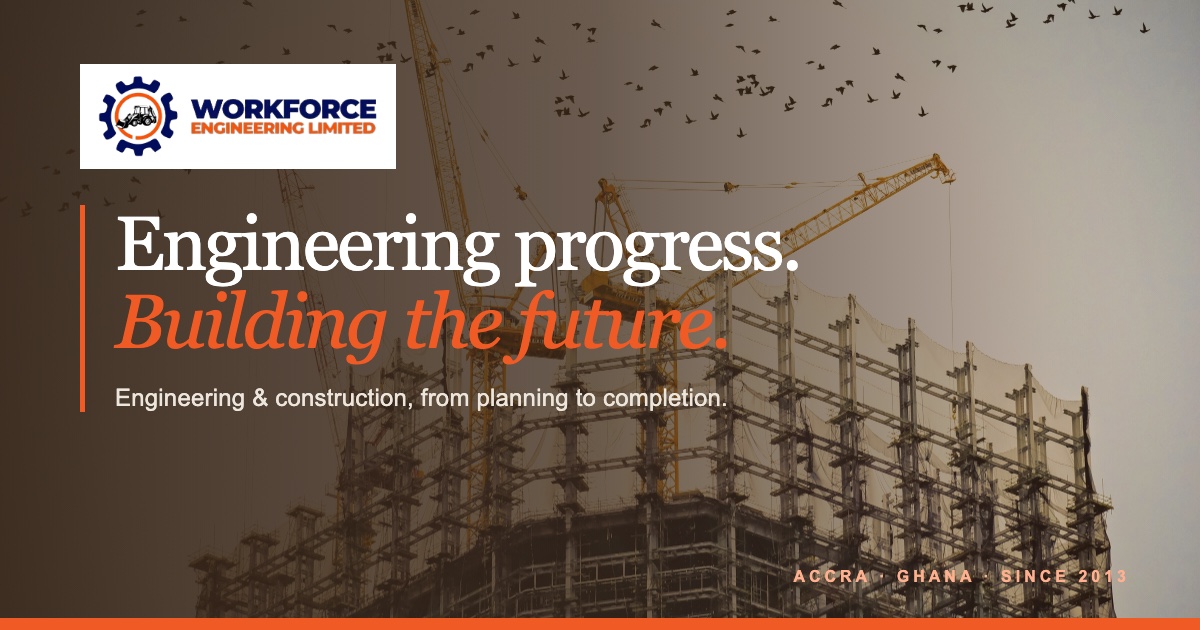 WORKFORCE
ENGINEERING LIMITED
Engineering progress.
Building the future.
Engineering & construction, from planning to completion.
ACCRA · GHANA · SINCE 2013